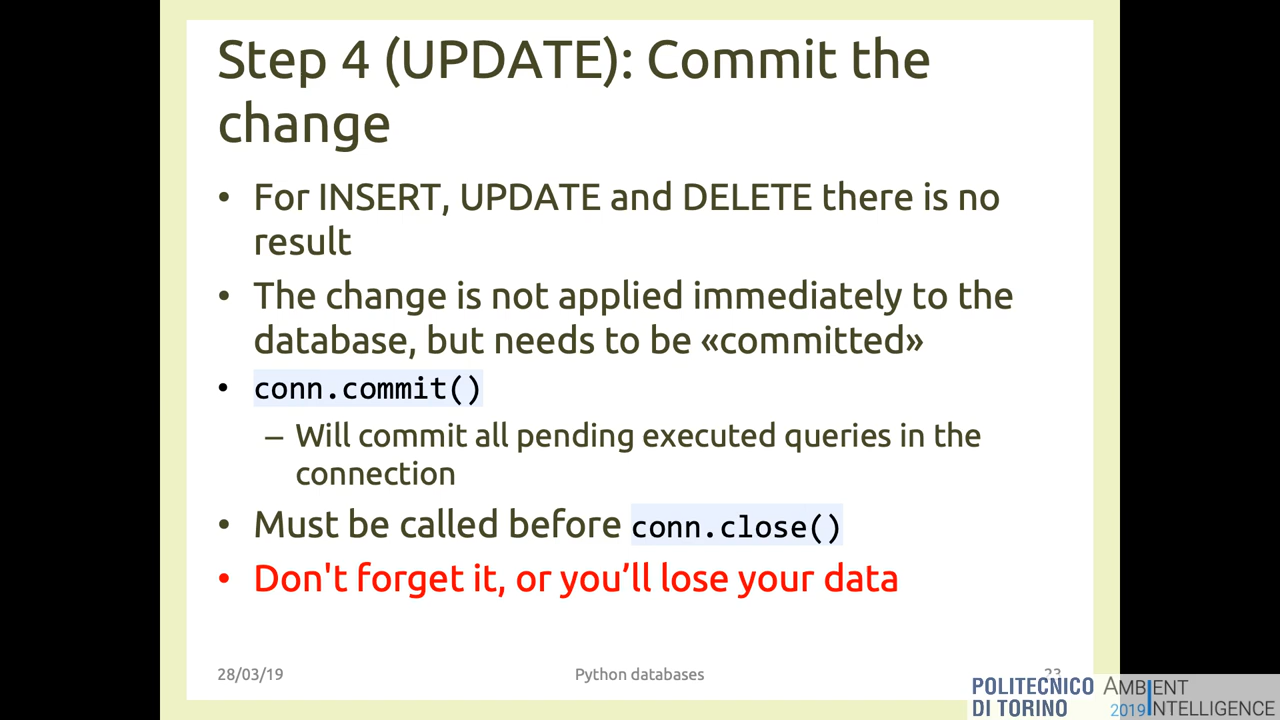 Step 4 (UPDATE): Commit the
change
• For INSERT, UPDATE and DELETE there is no
result
• The change is not applied immediately to the
database, but needs to be «committed»
• conn.commit()
– Will commit all pending executed queries in the
connection
• Must be called before conn.close()
• Don't forget it, or you’ll lose your data
28/03/19
Python databases
POLITECNICO
DI TORINO
AMBIENT
2019 INTELLIGENCE